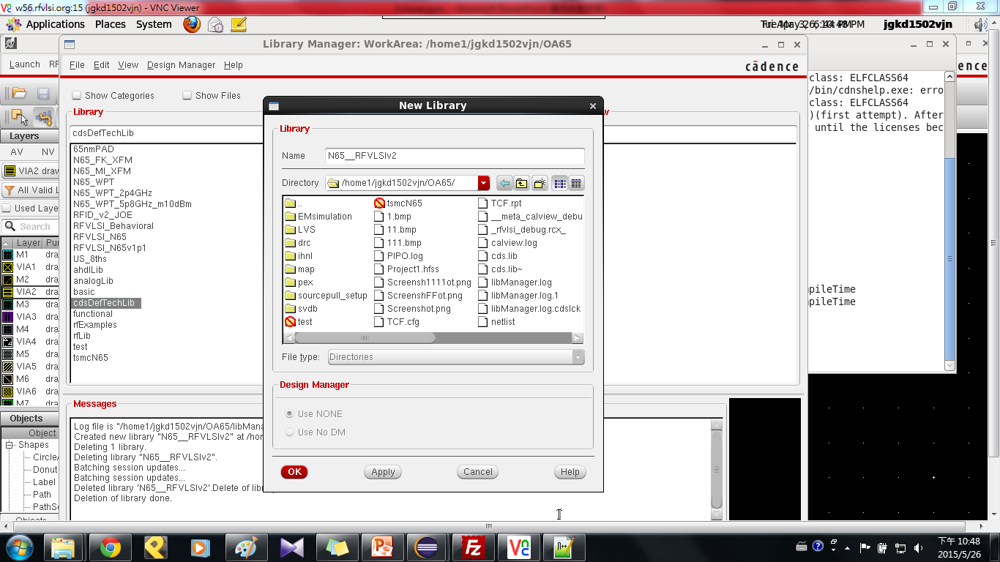 w56.rfvlsi.org:15 (jgkd1502vjn) - VNC Viewer
Applications Places System
jgkd1502vjn
Library Manager: WorkArea: /home1/jgkd1502vjn/OA65
Launch
File Edit View Design Manager Help
cādence
Show Categories
Show Files
Library
cdsDefTechLib
65nmPAD
N65_FK_XFM
N65_MI_XFM
N65_WPT
N65_WPT_2p4GHz
N65_WPT_5p8GHz_m10dBm
RFID_v2_JOE
RFVLSI_Behavioral
RFVLSI_N65
RFVLSI_N65v1p1
US_8ths
ahdlLib
analogLib
basic
cdsDefTechLib
functional
rfExamples
rfLib
test
tsmcN65
Layers
AV NV
VIA2 drav
All Valid L
Used Laye
Search
Layer Pur
M1 dra
VIA1 dra
M2 dra
VIA2 dra
M3 dra
VIA3 dra
M4 dra
VIA4 dra
M5 dra
VIA5 dra
M6 dra
VIA6 dra
M7 dra
Objects
Object
Shapes
Circle/
Donut
Label
Path
PathSe
New Library
Library
Name N65__RFVLSIv2
Directory /home1/jgkd1502vjn/OA65/
..
EMsimulation
LVS
drc
ihnl
map
pex
sourcepull_setup
svdb
test
tsmcN65
1.bmp
11.bmp
111.bmp
PIPO.log
Project1.hfss
Screensh1111ot.png
ScreenshFFot.png
Screenshot.png
TCF.cfg
TCF.rpt
__meta_calview_debu
_rfvlsi_debug.rcx_
calview.log
cds.lib
cds.lib~
libManager.log
libManager.log.1
libManager.log.cdslck
netlist
File type: Directories
Design Manager
Use NONE
Use No DM
OK Apply Cancel Help
Messages
Log file is "/home1/jgkd1502vjn/OA65/libMana
Created new library "N65__RFVLSIv2" at /hom
Deleting 1 library.
Deleting library "N65__RFVLSIv2".
Batching session updates...
Batching session updates...
Deleted library 'N65__RFVLSIv2'.Delete of libr
Deletion of library done.
ence
class: ELFCLASS64
/bin/cdnshelp.exe: erro
class: ELFCLASS64
)(first attempt). After
until the licenses bec
pileTime
pileTime
下午 10:48
2015/5/26